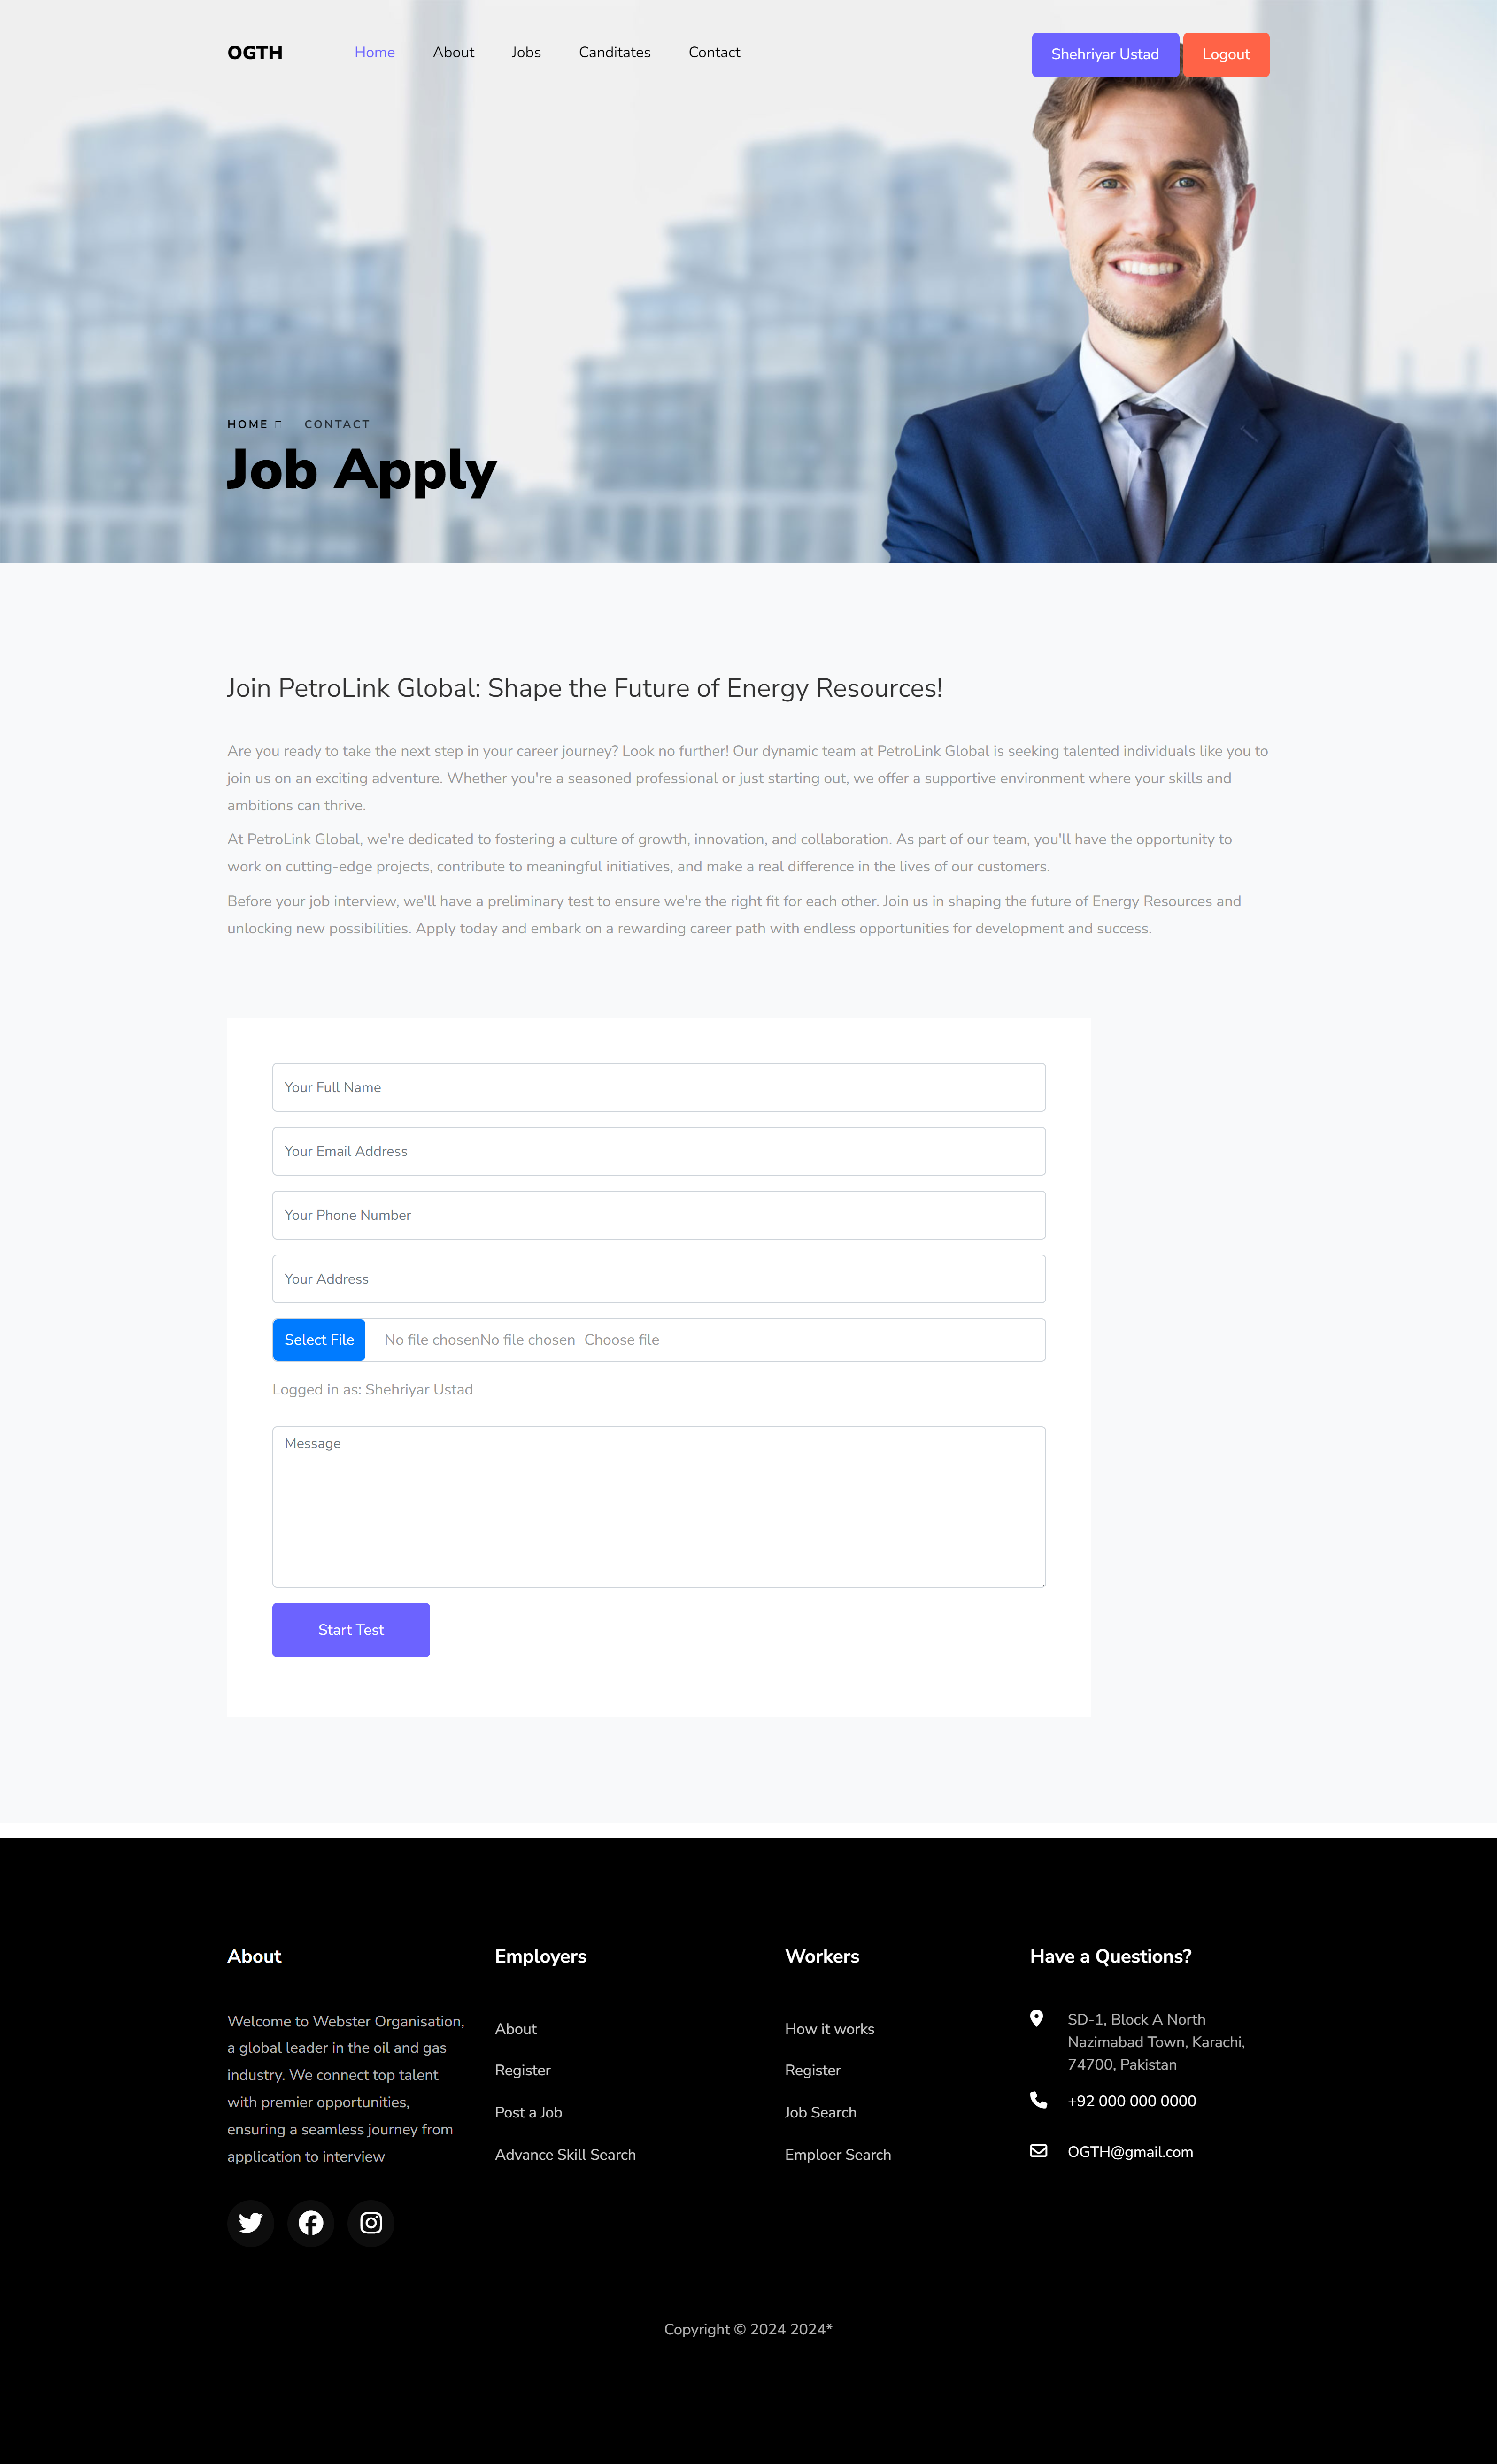 OGTH
Home
About
Jobs
Canditates
Contact
Shehriyar Ustad
Logout
HOME
CONTACT
Job Apply
Join PetroLink Global: Shape the Future of Energy Resources!
Are you ready to take the next step in your career journey? Look no further! Our dynamic team at PetroLink Global is seeking talented individuals like you to
join us on an exciting adventure. Whether you're a seasoned professional or just starting out, we offer a supportive environment where your skills and
ambitions can thrive.
At PetroLink Global, we're dedicated to fostering a culture of growth, innovation, and collaboration. As part of our team, you'll have the opportunity to
work on cutting-edge projects, contribute to meaningful initiatives, and make a real difference in the lives of our customers.
Before your job interview, we'll have a preliminary test to ensure we're the right fit for each other. Join us in shaping the future of Energy Resources and
unlocking new possibilities. Apply today and embark on a rewarding career path with endless opportunities for development and success.
Your Full Name
Your Email Address
Your Phone Number
Your Address
Select File No file chosenNo file chosen Choose file
Logged in as: Shehriyar Ustad
Message
Start Test
About
Welcome to Webster Organisation,
a global leader in the oil and gas
industry. We connect top talent
with premier opportunities,
ensuring a seamless journey from
application to interview
Employers
About
Register
Post a Job
Advance Skill Search
Workers
How it works
Register
Job Search
Emploer Search
Have a Questions?
SD-1, Block A North
Nazimabad Town, Karachi,
74700, Pakistan
+92 000 000 0000
OGTH@gmail.com
Copyright © 2024 2024*